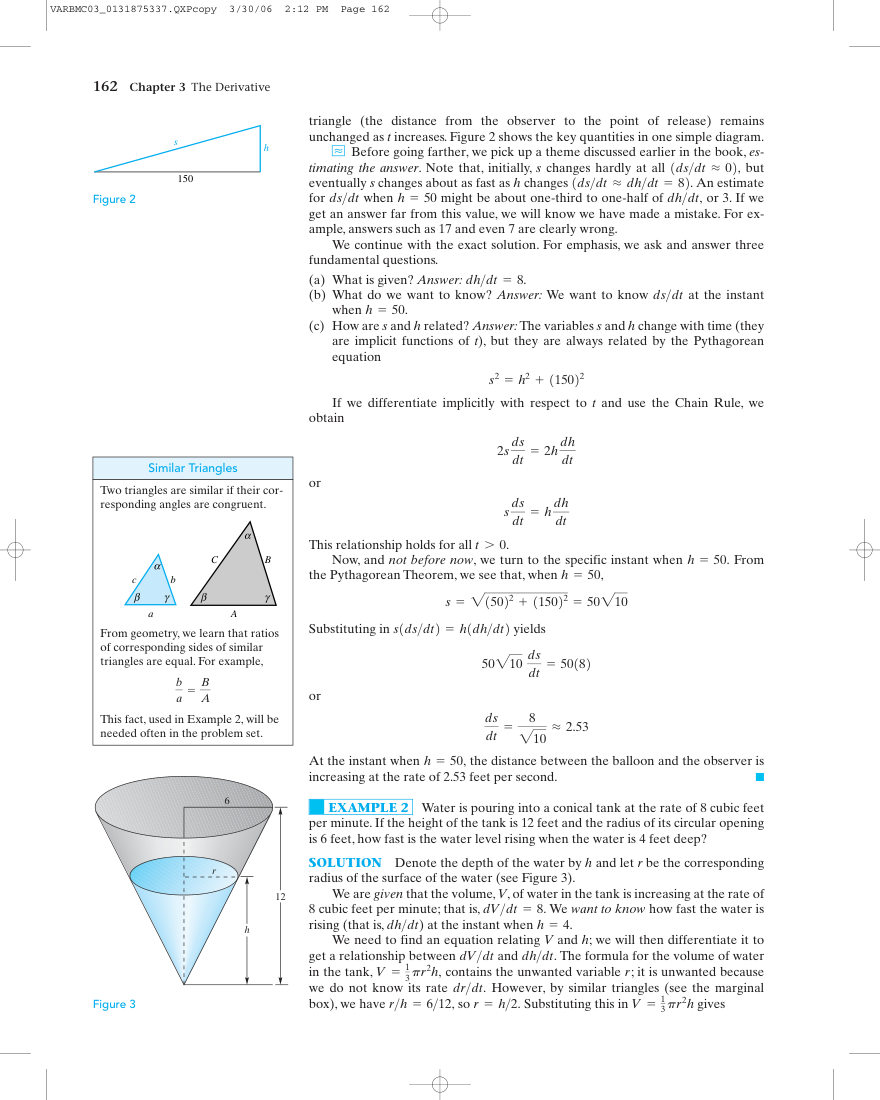 VARBMC03_0131875337.QXPcopy 3/30/06 2:12 PM Page 162
162 Chapter 3 The Derivative
s
h
150
Figure 2
triangle (the distance from the observer to the point of release) remains
unchanged as t increases. Figure 2 shows the key quantities in one simple diagram.
≈ Before going farther, we pick up a theme discussed earlier in the book, es-
timating the answer. Note that, initially, s changes hardly at all (ds/dt ≈ 0), but
eventually s changes about as fast as h changes (ds/dt ≈ dh/dt = 8). An estimate
for ds/dt when h = 50 might be about one-third to one-half of dh/dt, or 3. If we
get an answer far from this value, we will know we have made a mistake. For ex-
ample, answers such as 17 and even 7 are clearly wrong.
We continue with the exact solution. For emphasis, we ask and answer three
fundamental questions.
(a) What is given? Answer: dh/dt = 8.
(b) What do we want to know? Answer: We want to know ds/dt at the instant
when h = 50.
(c) How are s and h related? Answer: The variables s and h change with time (they
are implicit functions of t), but they are always related by the Pythagorean
equation
s² = h² + (150)²
If we differentiate implicitly with respect to t and use the Chain Rule, we
obtain
2s ds/dt = 2h dh/dt
or
s ds/dt = h dh/dt
This relationship holds for all t > 0.
Now, and not before now, we turn to the specific instant when h = 50. From
the Pythagorean Theorem, we see that, when h = 50,
s = √(50)² + (150)² = 50√10
Substituting in s(ds/dt) = h(dh/dt) yields
50√10 ds/dt = 50(8)
or
ds/dt = 8/√10 ≈ 2.53
At the instant when h = 50, the distance between the balloon and the observer is
increasing at the rate of 2.53 feet per second.
Similar Triangles
Two triangles are similar if their cor-
responding angles are congruent.
α
c b
β γ
a
α
C B
β γ
A
From geometry, we learn that ratios
of corresponding sides of similar
triangles are equal. For example,
b/a = B/A
This fact, used in Example 2, will be
needed often in the problem set.
6
r
12
h
Figure 3
EXAMPLE 2 Water is pouring into a conical tank at the rate of 8 cubic feet
per minute. If the height of the tank is 12 feet and the radius of its circular opening
is 6 feet, how fast is the water level rising when the water is 4 feet deep?
SOLUTION Denote the depth of the water by h and let r be the corresponding
radius of the surface of the water (see Figure 3).
We are given that the volume, V, of water in the tank is increasing at the rate of
8 cubic feet per minute; that is, dV/dt = 8. We want to know how fast the water is
rising (that is, dh/dt) at the instant when h = 4.
We need to find an equation relating V and h; we will then differentiate it to
get a relationship between dV/dt and dh/dt. The formula for the volume of water
in the tank, V = ⅓πr²h, contains the unwanted variable r; it is unwanted because
we do not know its rate dr/dt. However, by similar triangles (see the marginal
box), we have r/h = 6/12, so r = h/2. Substituting this in V = ⅓πr²h gives